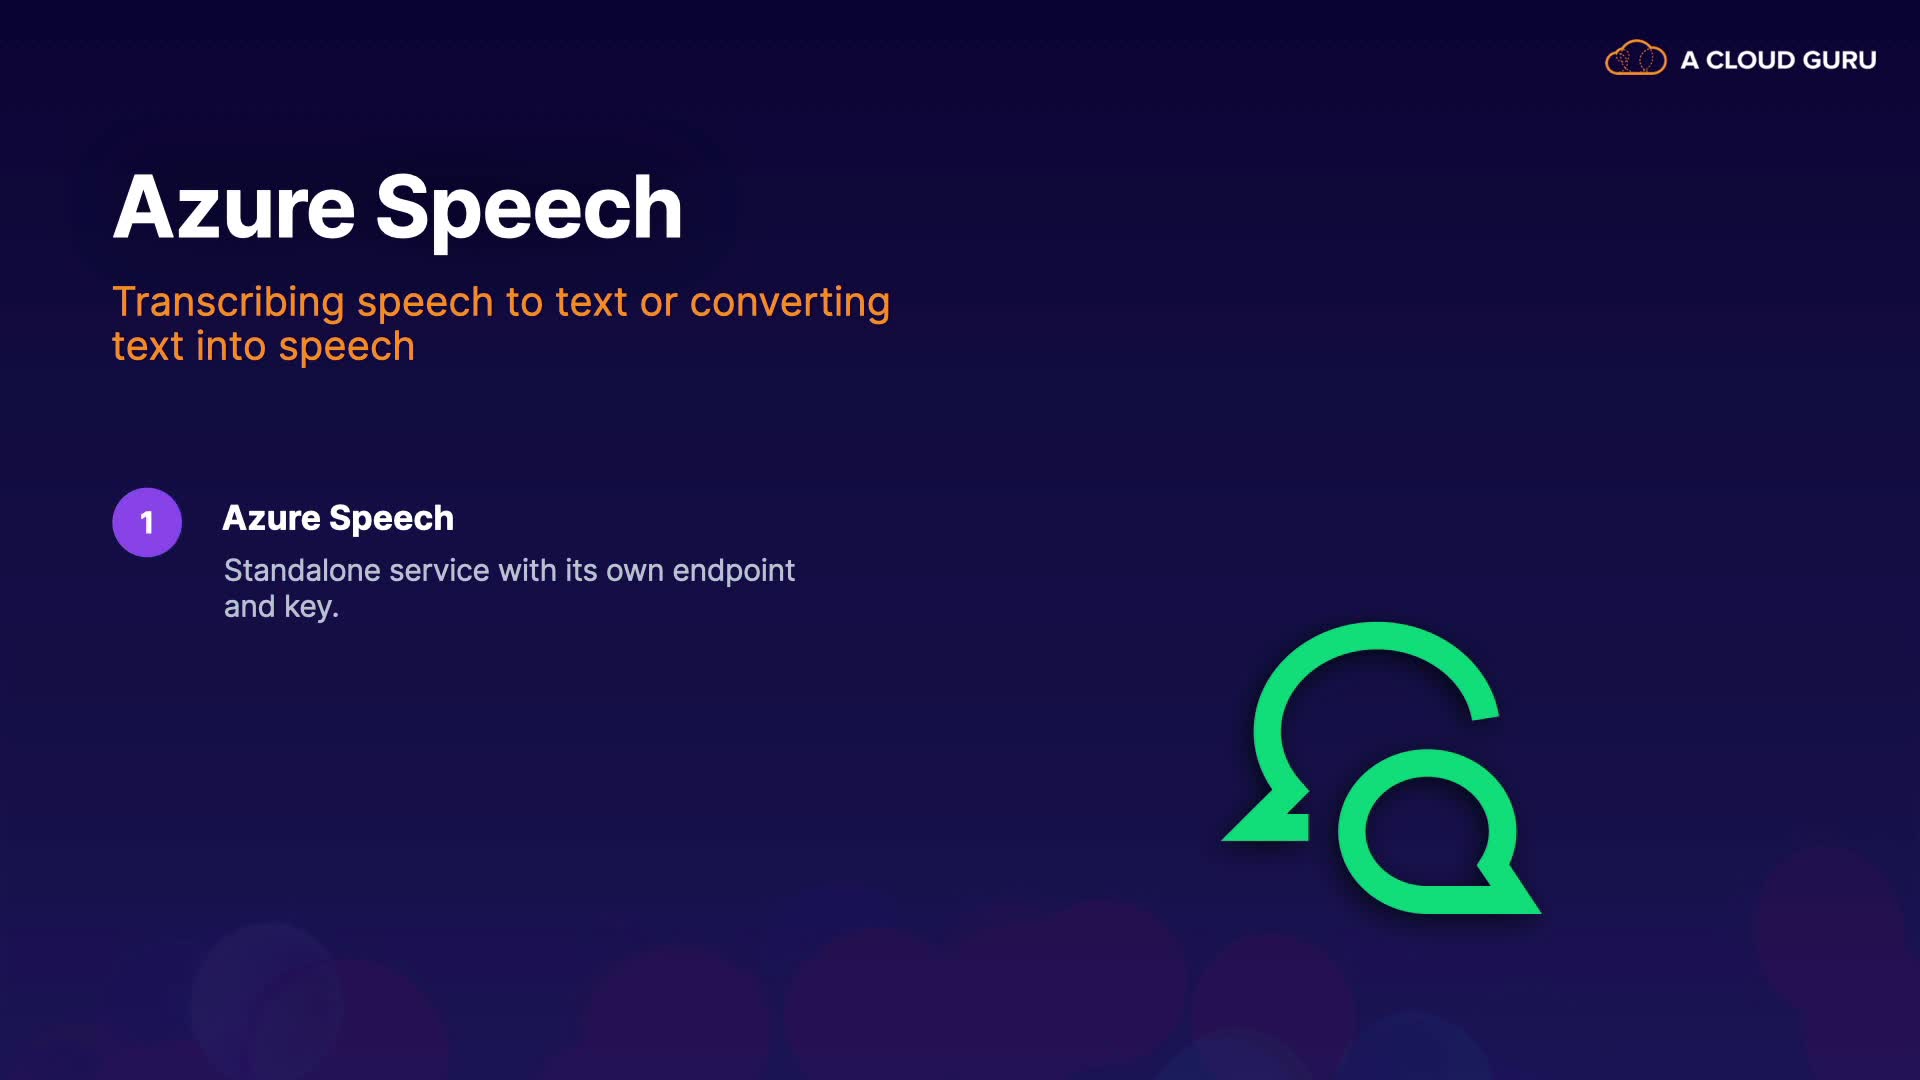 A CLOUD GURU
Azure Speech
Transcribing speech to text or converting
text into speech
1
Azure Speech
Standalone service with its own endpoint
and key.